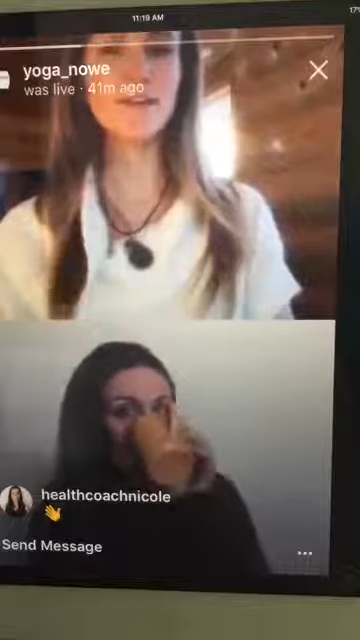 11:19 AM
yoga_nowe
was live · 41m ago
healthcoachnicole
👋
Send Message